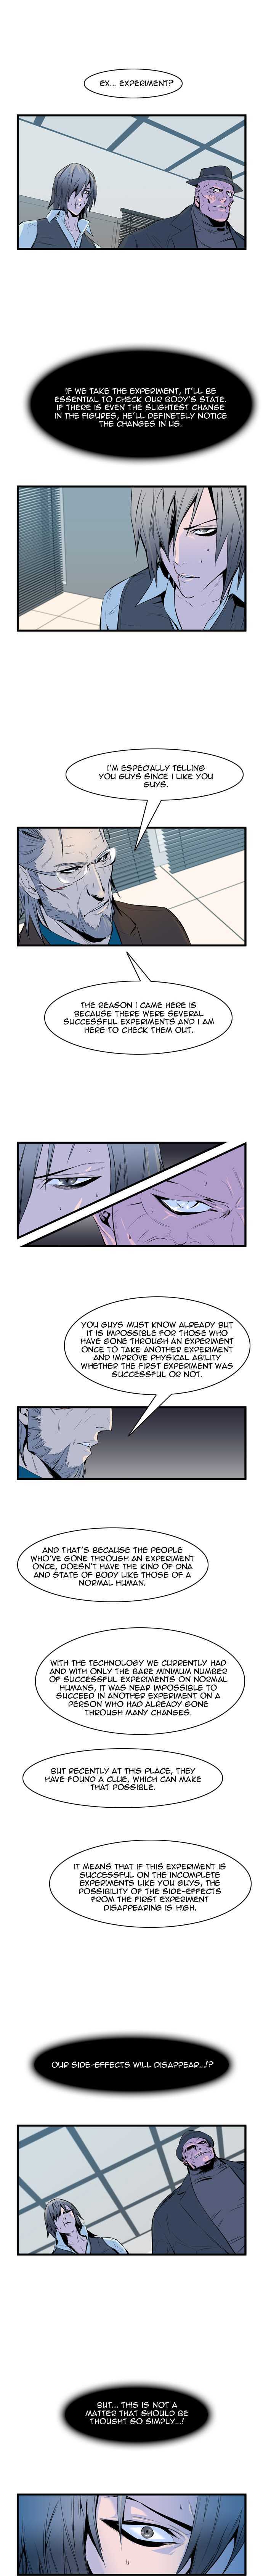 EX... EXPERIMENT?
IF WE TAKE THE EXPERIMENT, IT'LL BE
ESSENTIAL TO CHECK OUR BODY'S STATE.
IF THERE IS EVEN THE SLIGHTEST CHANGE
IN THE FIGURES, HE'LL DEFINETELY NOTICE
THE CHANGES IN US.
I'M ESPECIALLY TELLING
YOU GUYS SINCE I LIKE YOU
GUYS.
THE REASON I CAME HERE IS
BECAUSE THERE WERE SEVERAL
SUCCESSFUL EXPERIMENTS AND I AM
HERE TO CHECK THEM OUT.
YOU GUYS MUST KNOW ALREADY BUT
IT IS IMPOSSIBLE FOR THOSE WHO
HAVE GONE THROUGH AN EXPERIMENT
ONCE TO TAKE ANOTHER EXPERIMENT
AND IMPROVE PHYSICAL ABILITY
WHETHER THE FIRST EXPERIMENT WAS
SUCCESSFUL OR NOT.
AND THAT'S BECAUSE THE PEOPLE
WHO'VE GONE THROUGH AN EXPERIMENT
ONCE, DOESN'T HAVE THE KIND OF DNA
AND STATE OF BODY LIKE THOSE OF A
NORMAL HUMAN.
WITH THE TECHNOLOGY WE CURRENTLY HAD
AND WITH ONLY THE BARE MINIMUM NUMBER
OF SUCCESSFUL EXPERIMENTS ON NORMAL
HUMANS, IT WAS NEAR IMPOSSIBLE TO
SUCCEED IN ANOTHER EXPERIMENT ON A
PERSON WHO HAD ALREADY GONE
THROUGH MANY CHANGES.
BUT RECENTLY AT THIS PLACE, THEY
HAVE FOUND A CLUE, WHICH CAN MAKE
THAT POSSIBLE.
IT MEANS THAT IF THIS EXPERIMENT IS
SUCCESSFUL ON THE INCOMPLETE
EXPERIMENTS LIKE YOU GUYS, THE
POSSIBILITY OF THE SIDE-EFFECTS
FROM THE FIRST EXPERIMENT
DISAPPEARING IS HIGH.
OUR SIDE-EFFECTS WILL DISAPPEAR...!?
BUT... THIS IS NOT A
MATTER THAT SHOULD BE
THOUGHT SO SIMPLY...!